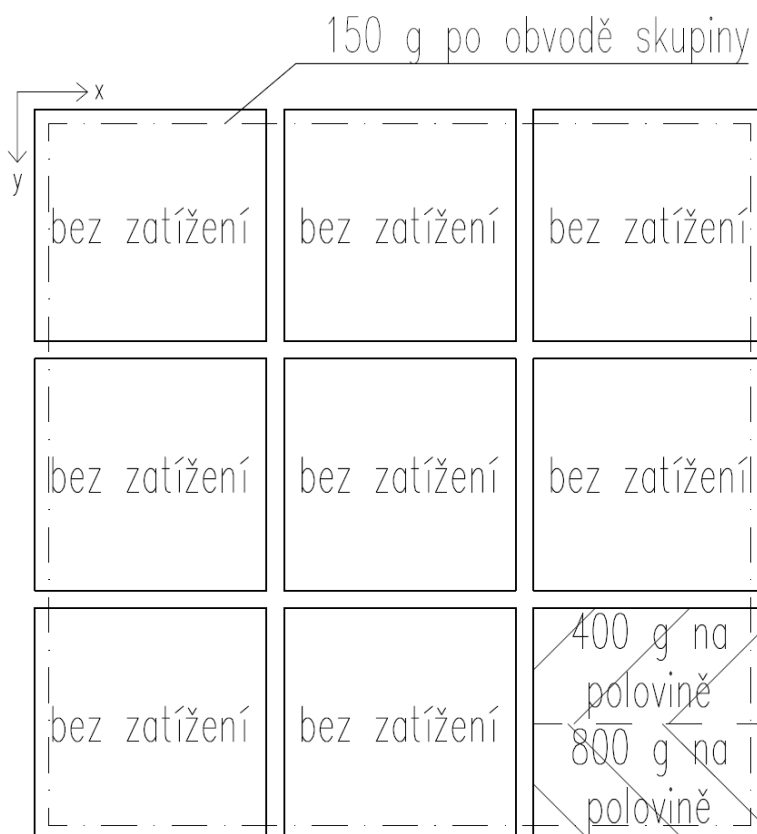 150 g po obvodě skupiny
x
y
bez zatížení bez zatížení bez zatížení
bez zatížení bez zatížení bez zatížení
bez zatížení bez zatížení
400 g na
polovině
800 g na
polovině